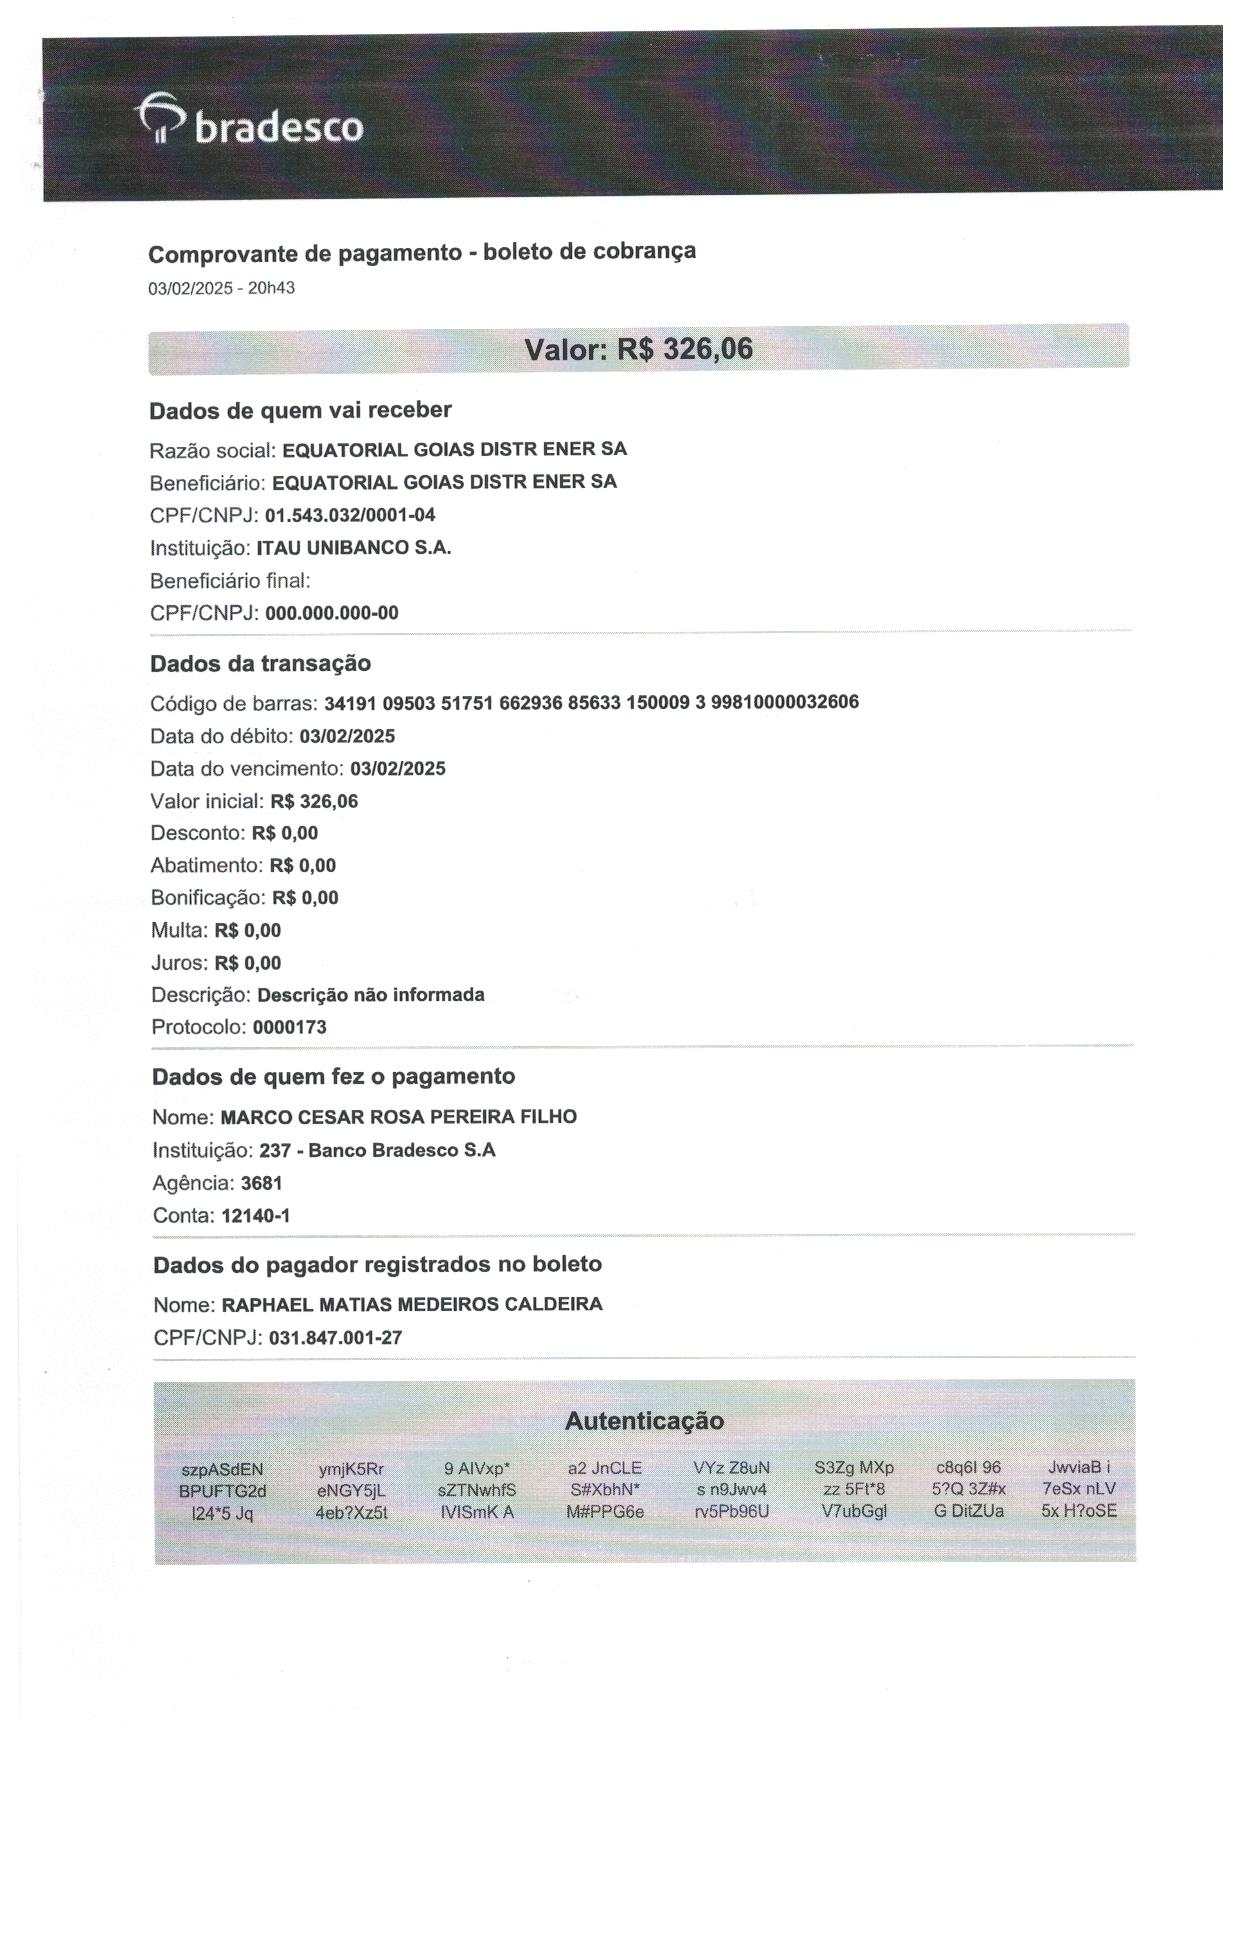 bradesco
Comprovante de pagamento - boleto de cobrança
03/02/2025 - 20h43
Valor: R$ 326,06
Dados de quem vai receber
Razão social: EQUATORIAL GOIAS DISTR ENER SA
Beneficiário: EQUATORIAL GOIAS DISTR ENER SA
CPF/CNPJ: 01.543.032/0001-04
Instituição: ITAU UNIBANCO S.A.
Beneficiário final:
CPF/CNPJ: 000.000.000-00
Dados da transação
Código de barras: 34191 09503 51751 662936 85633 150009 3 99810000032606
Data do débito: 03/02/2025
Data do vencimento: 03/02/2025
Valor inicial: R$ 326,06
Desconto: R$ 0,00
Abatimento: R$ 0,00
Bonificação: R$ 0,00
Multa: R$ 0,00
Juros: R$ 0,00
Descrição: Descrição não informada
Protocolo: 0000173
Dados de quem fez o pagamento
Nome: MARCO CESAR ROSA PEREIRA FILHO
Instituição: 237 - Banco Bradesco S.A
Agência: 3681
Conta: 12140-1
Dados do pagador registrados no boleto
Nome: RAPHAEL MATIAS MEDEIROS CALDEIRA
CPF/CNPJ: 031.847.001-27
Autenticação
szpASdEN ymjK5Rr 9 AIVxp* a2 JnCLE VYz Z8uN S3Zg MXp c8q6I 96 JwviaB i
BPUFTG2d eNGY5jL sZTNwhfS S#XbhN* s n9Jwv4 zz 5Ft*8 5?Q 3Z#x 7eSx nLV
I24*5 Jq 4eb?Xz5t IVISmK A M#PPG6e rv5Pb96U V7ubGgI G DitZUa 5x H?oSE